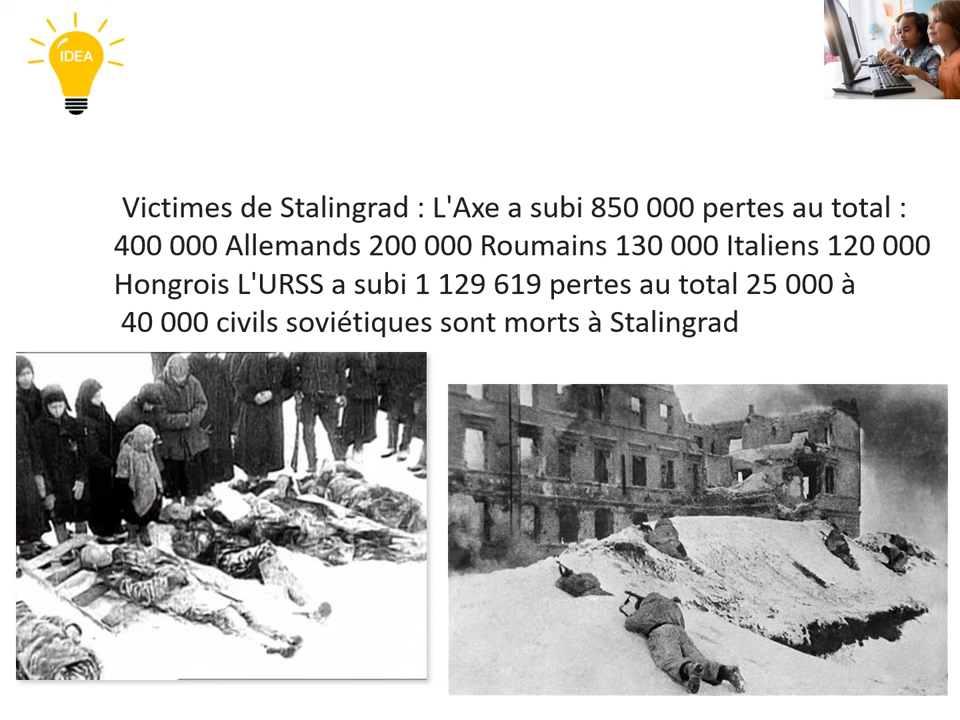 IDEA
Victimes de Stalingrad : L'Axe a subi 850 000 pertes au total :
400 000 Allemands 200 000 Roumains 130 000 Italiens 120 000
Hongrois L'URSS a subi 1 129 619 pertes au total 25 000 à
40 000 civils soviétiques sont morts à Stalingrad